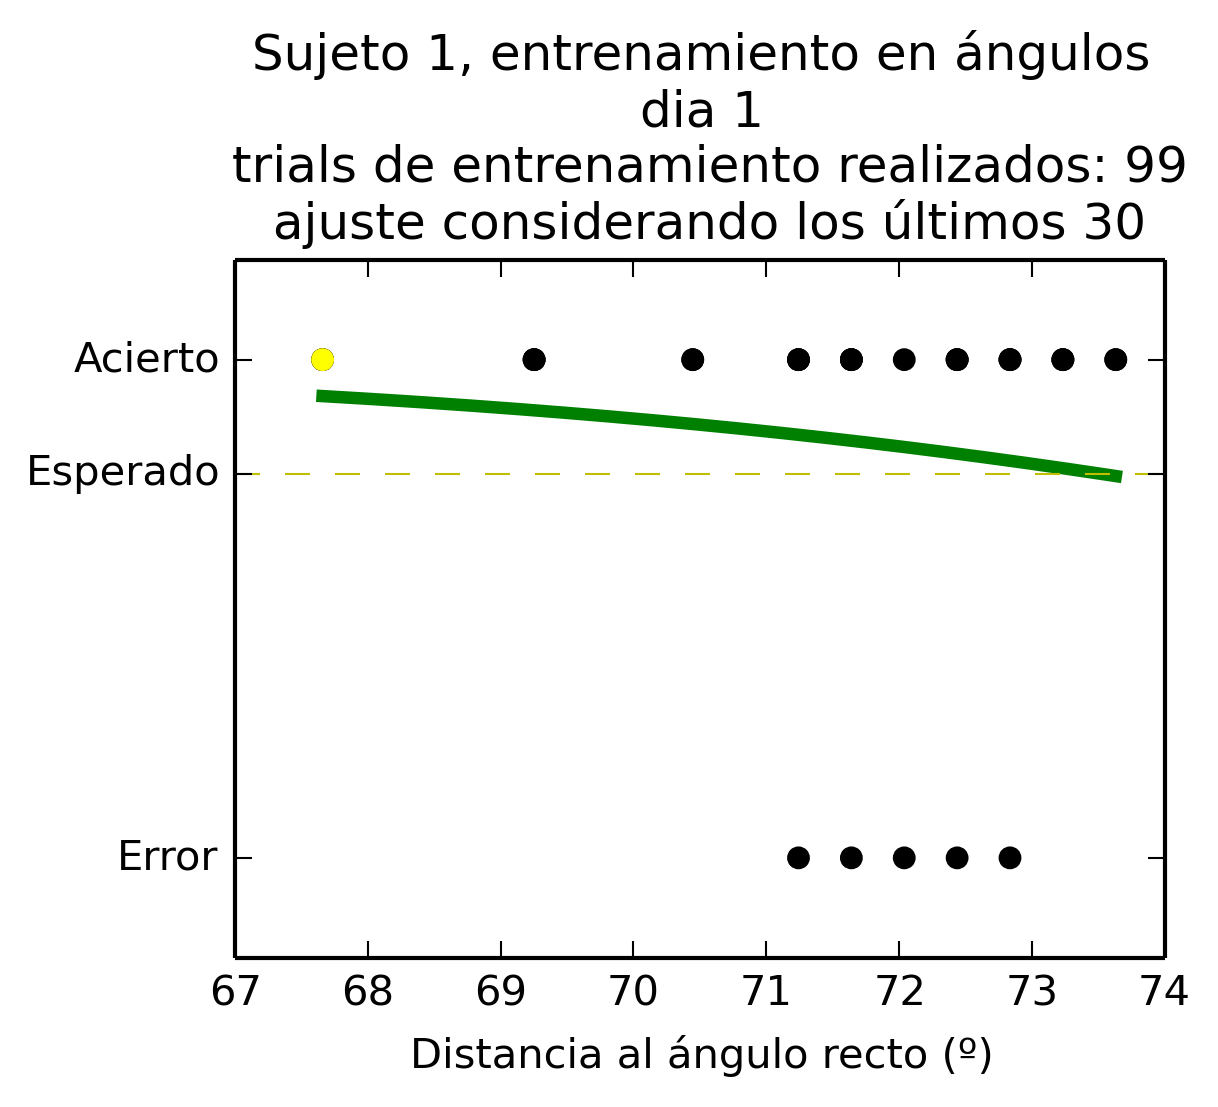 Sujeto 1, entrenamiento en ángulos
dia 1
trials de entrenamiento realizados: 99
ajuste considerando los últimos 30
Acierto
Esperado
Error
67 68 69 70 71 72 73 74
Distancia al ángulo recto (º)